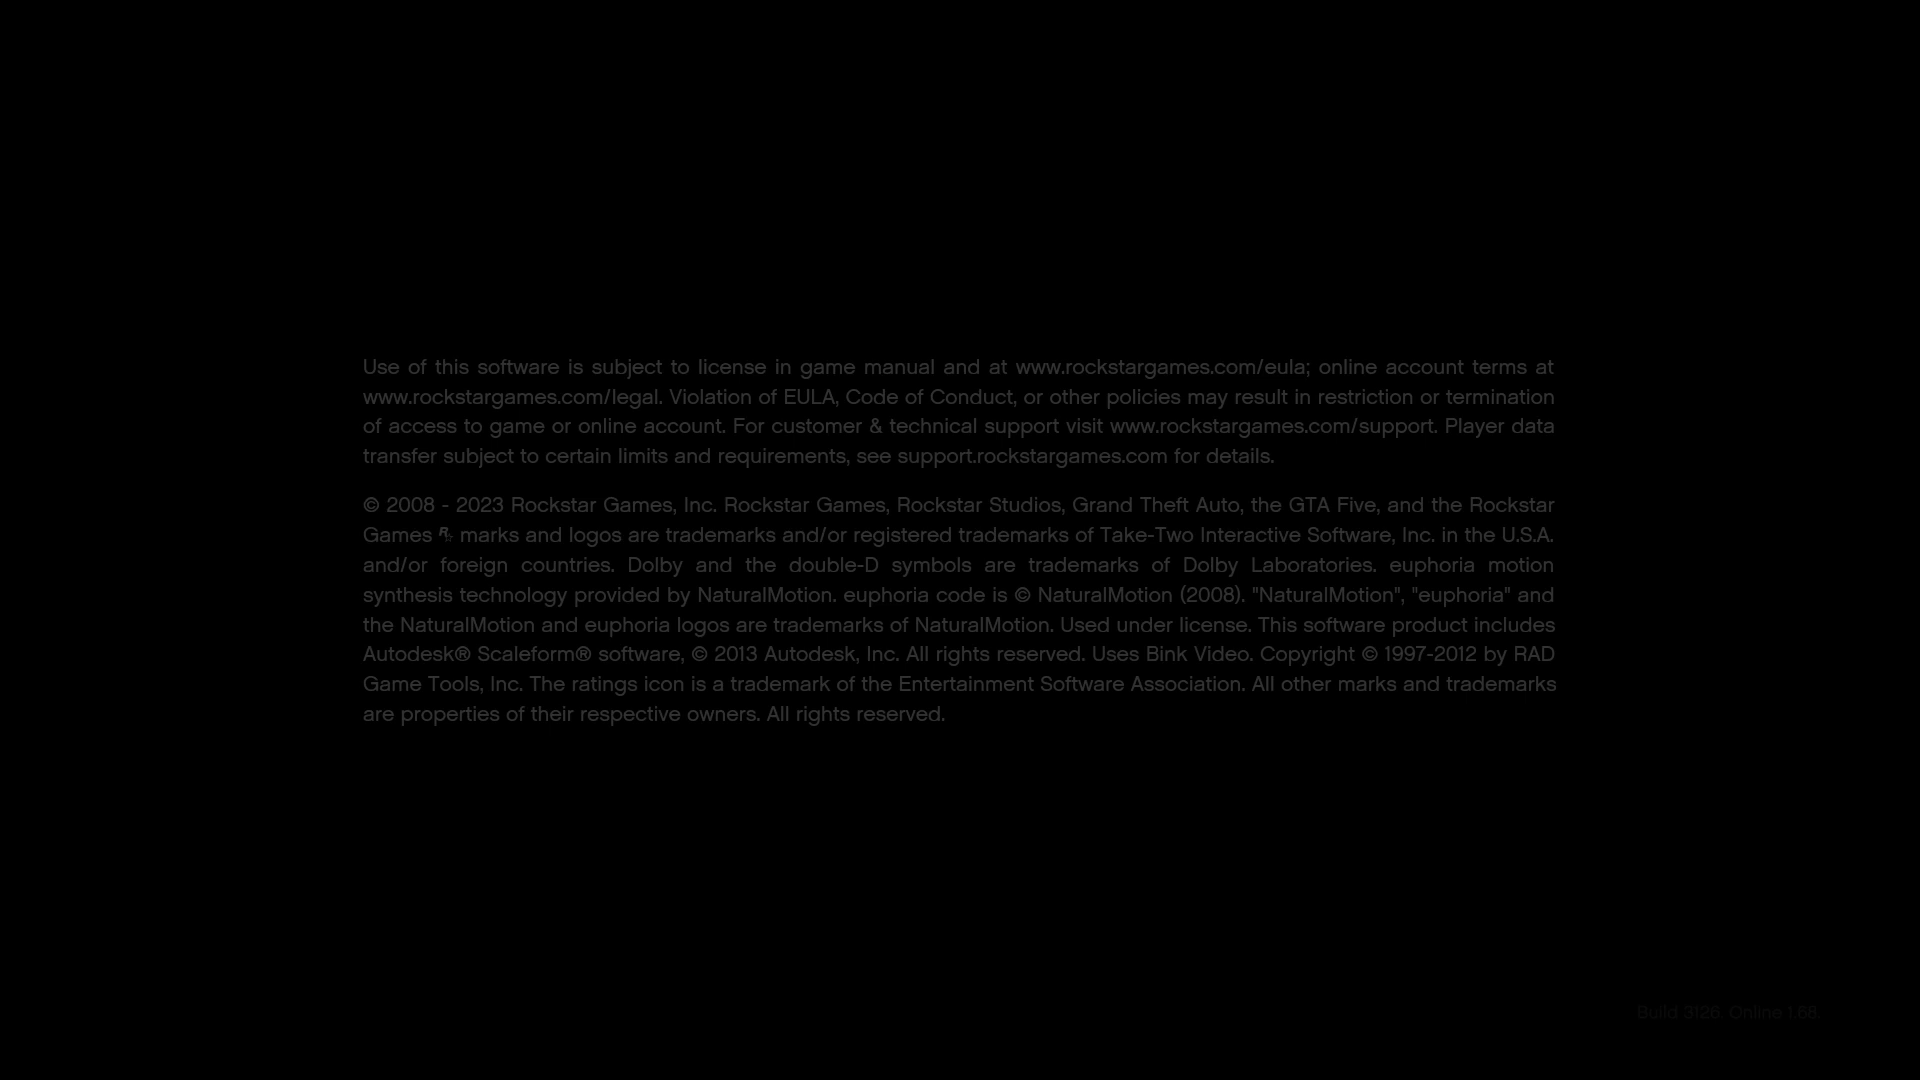 Use of this software is subject to license in game manual and at www.rockstargames.com/eula; online account terms at
www.rockstargames.com/legal. Violation of EULA, Code of Conduct, or other policies may result in restriction or termination
of access to game or online account. For customer & technical support visit www.rockstargames.com/support. Player data
transfer subject to certain limits and requirements, see support.rockstargames.com for details.
© 2008 - 2023 Rockstar Games, Inc. Rockstar Games, Rockstar Studios, Grand Theft Auto, the GTA Five, and the Rockstar
Games R* marks and logos are trademarks and/or registered trademarks of Take-Two Interactive Software, Inc. in the U.S.A.
and/or foreign countries. Dolby and the double-D symbols are trademarks of Dolby Laboratories. euphoria motion
synthesis technology provided by NaturalMotion. euphoria code is © NaturalMotion (2008). "NaturalMotion", "euphoria" and
the NaturalMotion and euphoria logos are trademarks of NaturalMotion. Used under license. This software product includes
Autodesk® Scaleform® software, © 2013 Autodesk, Inc. All rights reserved. Uses Bink Video. Copyright © 1997-2012 by RAD
Game Tools, Inc. The ratings icon is a trademark of the Entertainment Software Association. All other marks and trademarks
are properties of their respective owners. All rights reserved.
Build 3126. Online 1.68.